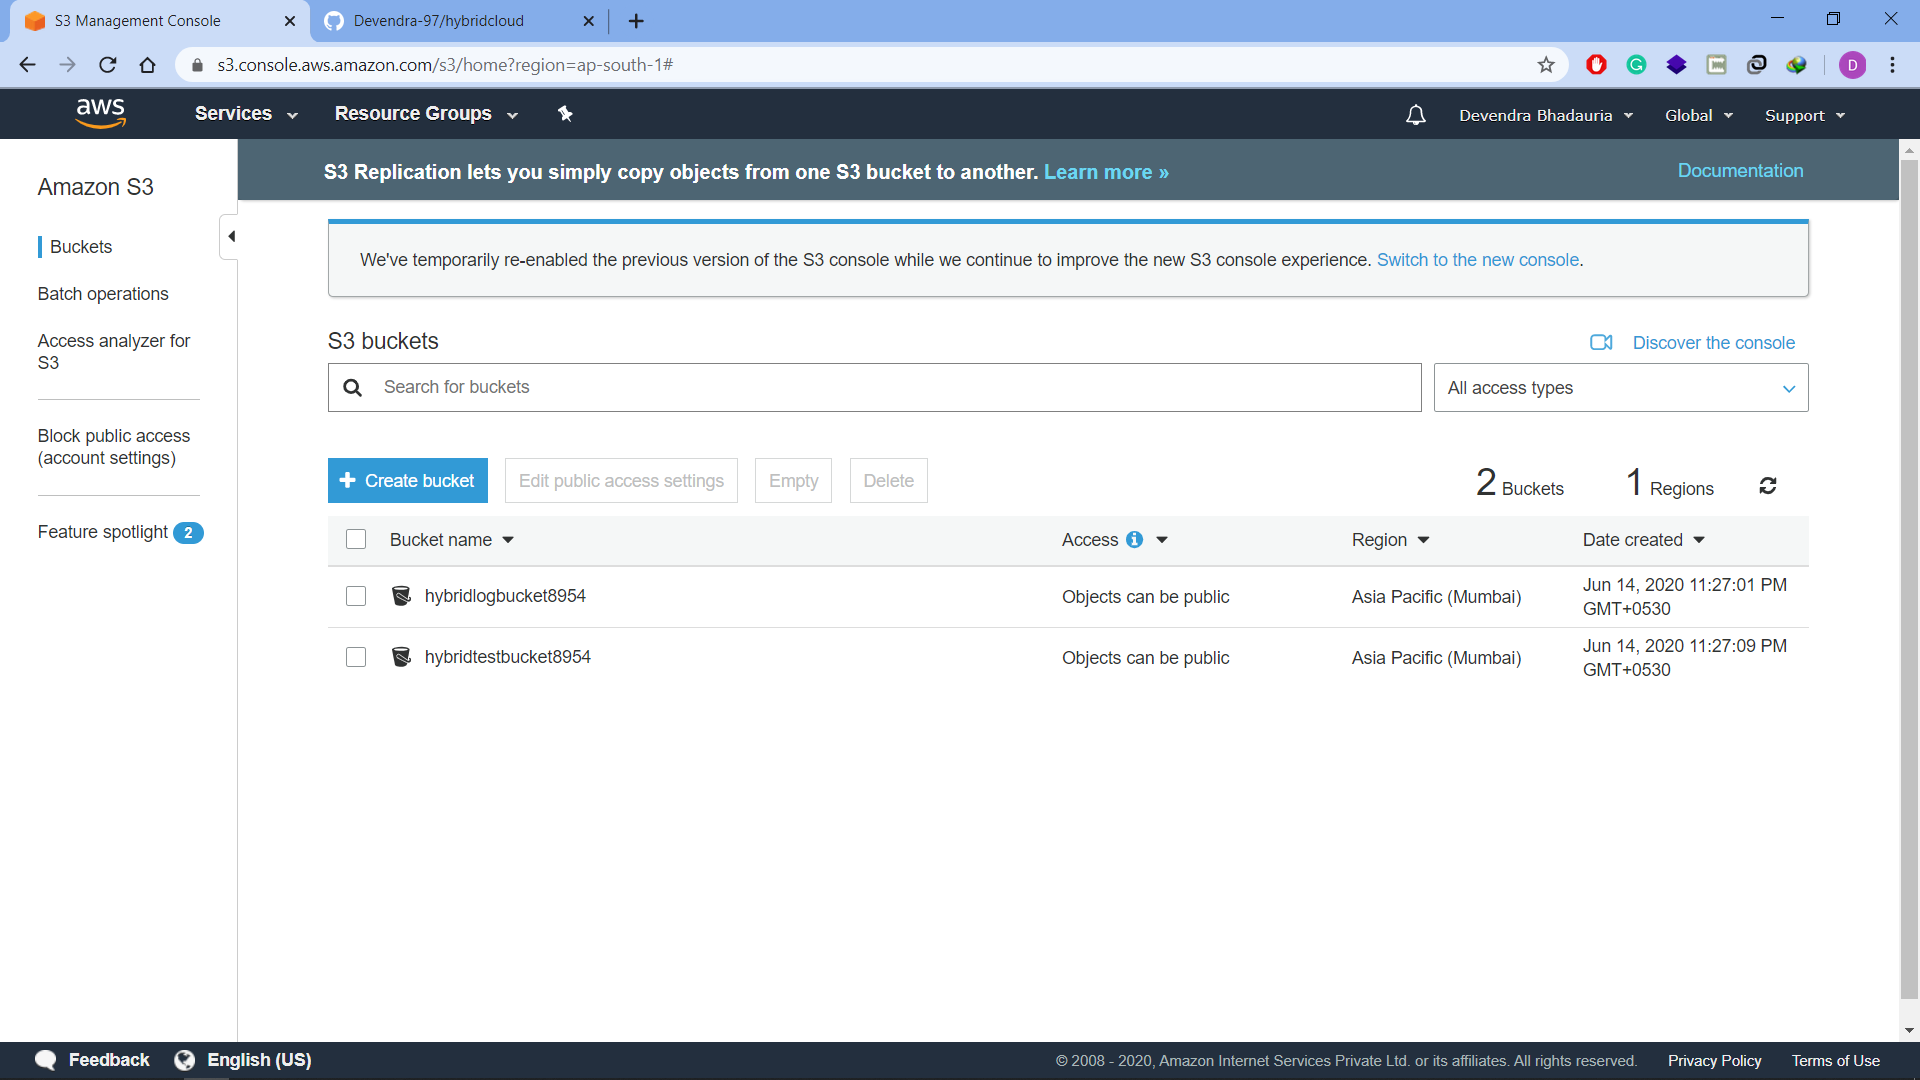 S3 Management Console
Devendra-97/hybridcloud
s3.console.aws.amazon.com/s3/home?region=ap-south-1#
D
aws
Services
Resource Groups
Devendra Bhadauria
Global
Support
Amazon S3
Buckets
Batch operations
Access analyzer for
S3
Block public access
(account settings)
Feature spotlight 2
S3 Replication lets you simply copy objects from one S3 bucket to another. Learn more »
Documentation
We've temporarily re-enabled the previous version of the S3 console while we continue to improve the new S3 console experience. Switch to the new console.
S3 buckets
Discover the console
Search for buckets
All access types
Create bucket
Edit public access settings
Empty
Delete
2 Buckets
1 Regions
Bucket name
Access
Region
Date created
hybridlogbucket8954
Objects can be public
Asia Pacific (Mumbai)
Jun 14, 2020 11:27:01 PM
GMT+0530
hybridtestbucket8954
Objects can be public
Asia Pacific (Mumbai)
Jun 14, 2020 11:27:09 PM
GMT+0530
Feedback
English (US)
© 2008 - 2020, Amazon Internet Services Private Ltd. or its affiliates. All rights reserved.
Privacy Policy
Terms of Use